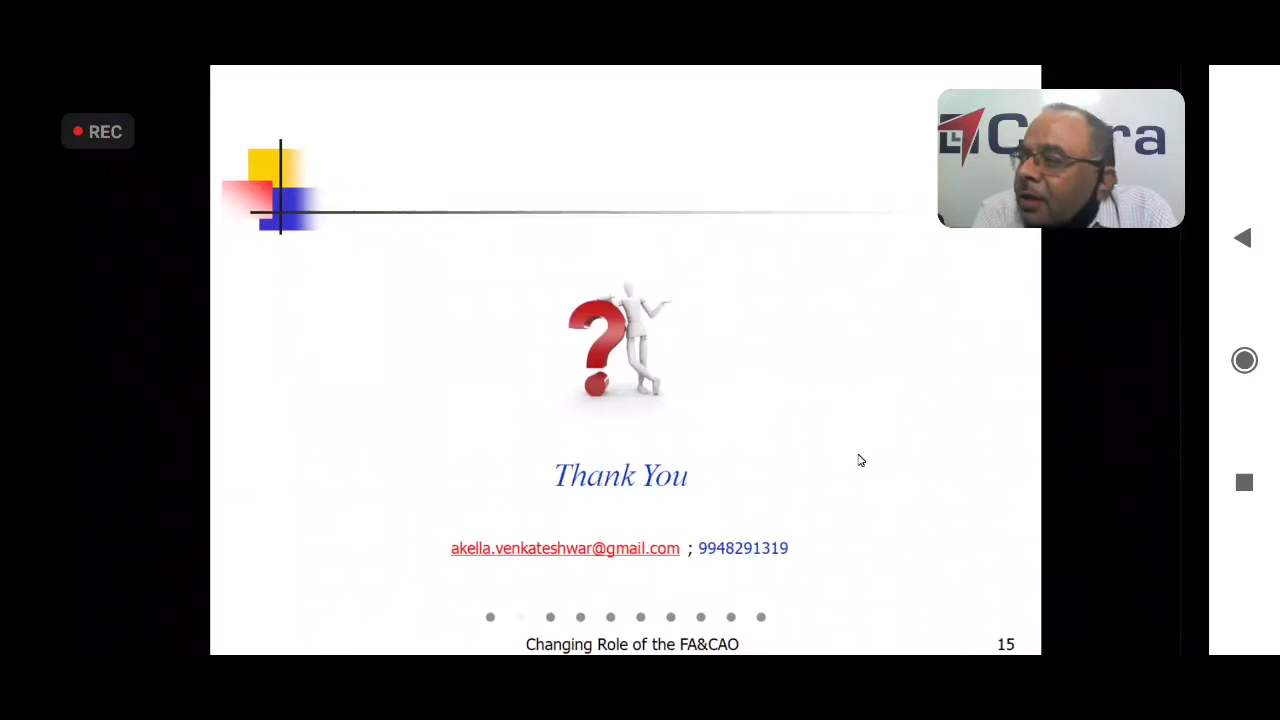 REC
Thank You
akella.venkateshwar@gmail.com ; 9948291319
Changing Role of the FA&CAO
15